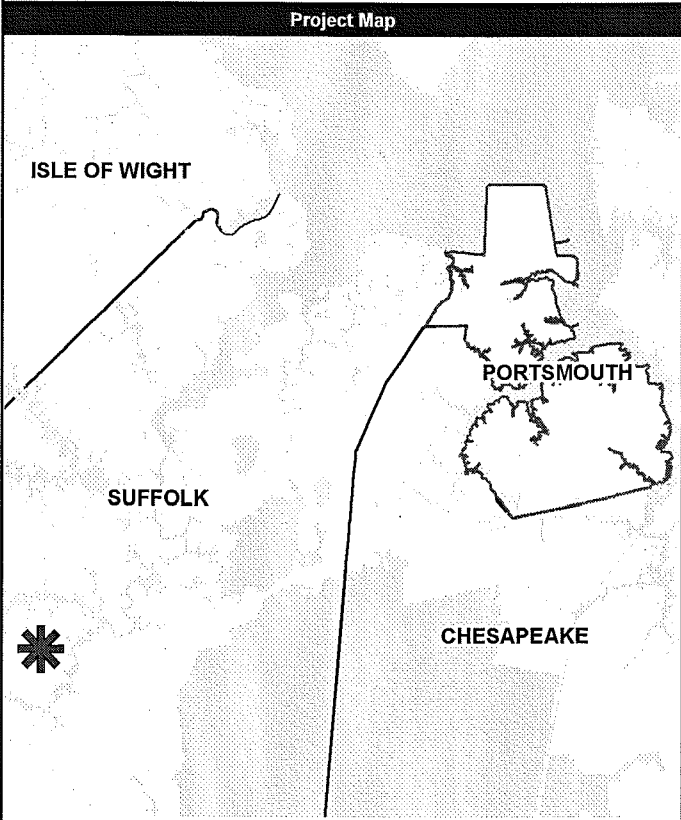 Project Map
ISLE OF WIGHT
PORTSMOUTH
SUFFOLK
CHESAPEAKE